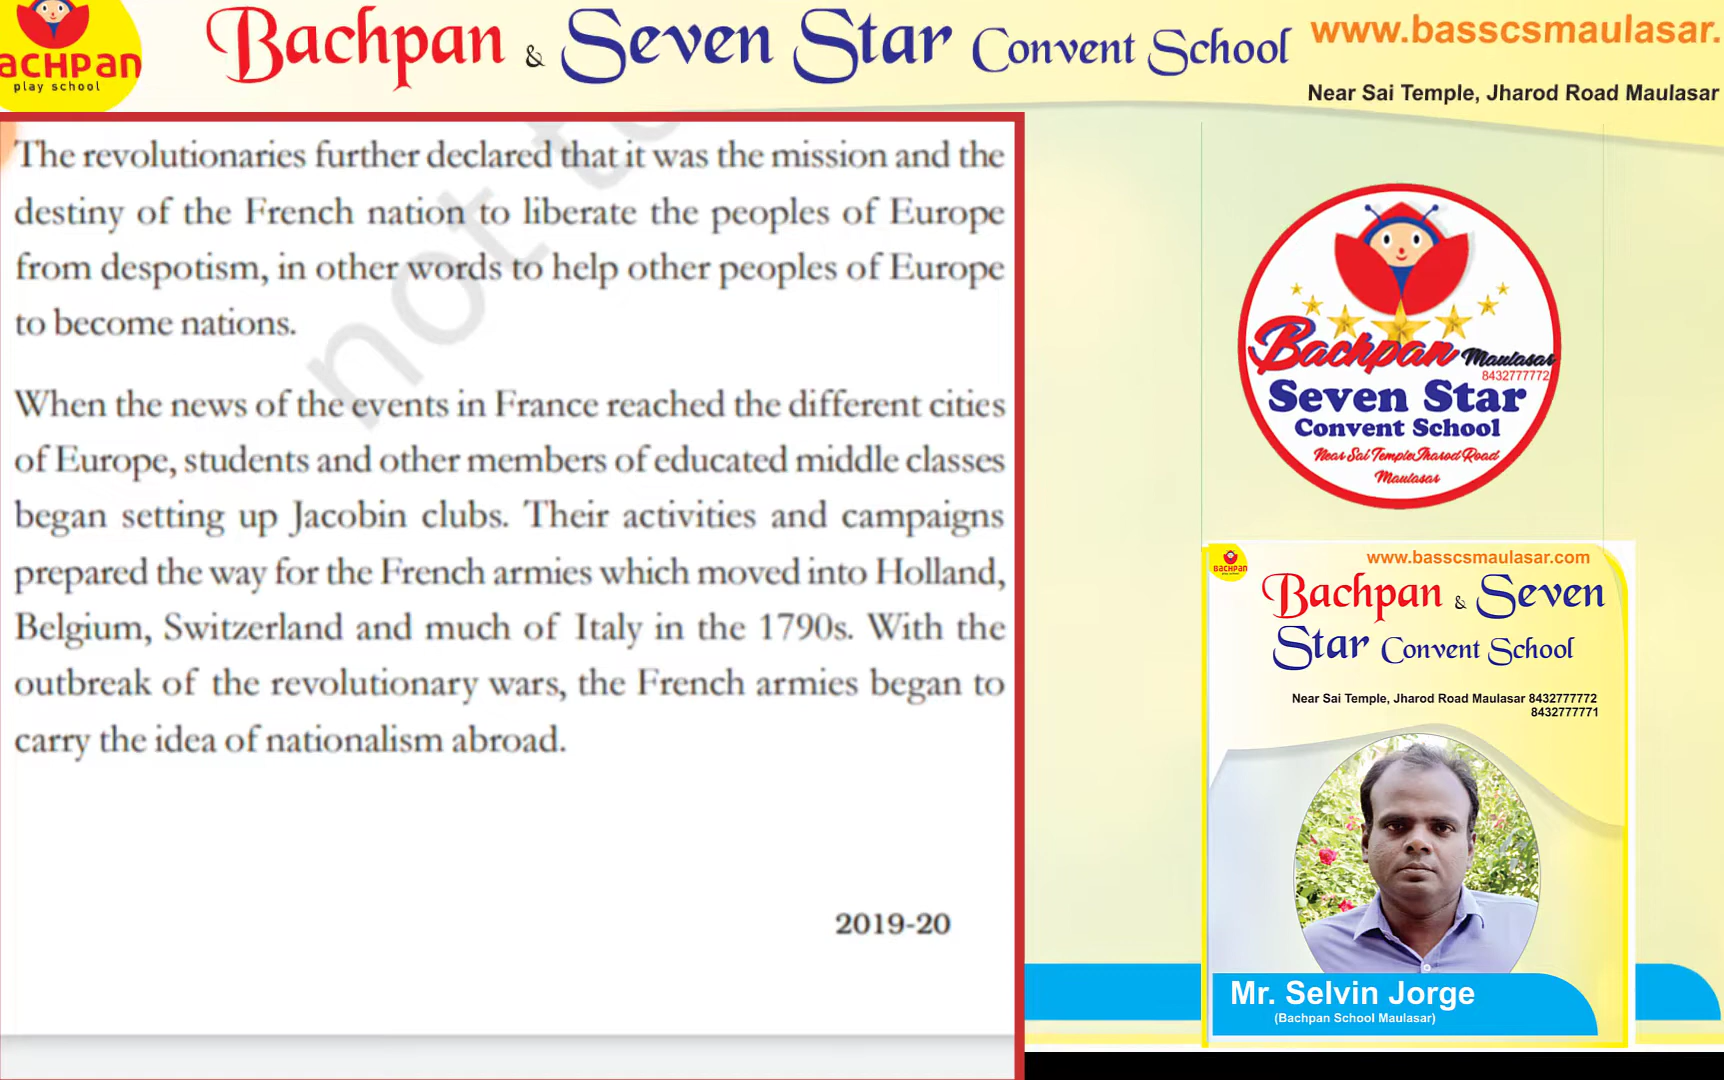 BACHPAN
play school
Bachpan & Seven Star Convent School
www.basscsmaulasar.
Near Sai Temple, Jharod Road Maulasar
not to
The revolutionaries further declared that it was the mission and the
destiny of the French nation to liberate the peoples of Europe
from despotism, in other words to help other peoples of Europe
to become nations.
When the news of the events in France reached the different cities
of Europe, students and other members of educated middle classes
began setting up Jacobin clubs. Their activities and campaigns
prepared the way for the French armies which moved into Holland,
Belgium, Switzerland and much of Italy in the 1790s. With the
outbreak of the revolutionary wars, the French armies began to
carry the idea of nationalism abroad.
2019-20
Bachpan Maulasar
8432777772
Seven Star
Convent School
Near Sai Temple Jharod Road
Maulasar
BACHPAN
play school
www.basscsmaulasar.com
Bachpan & Seven
Star Convent School
Near Sai Temple, Jharod Road Maulasar 8432777772
8432777771
Mr. Selvin Jorge
(Bachpan School Maulasar)